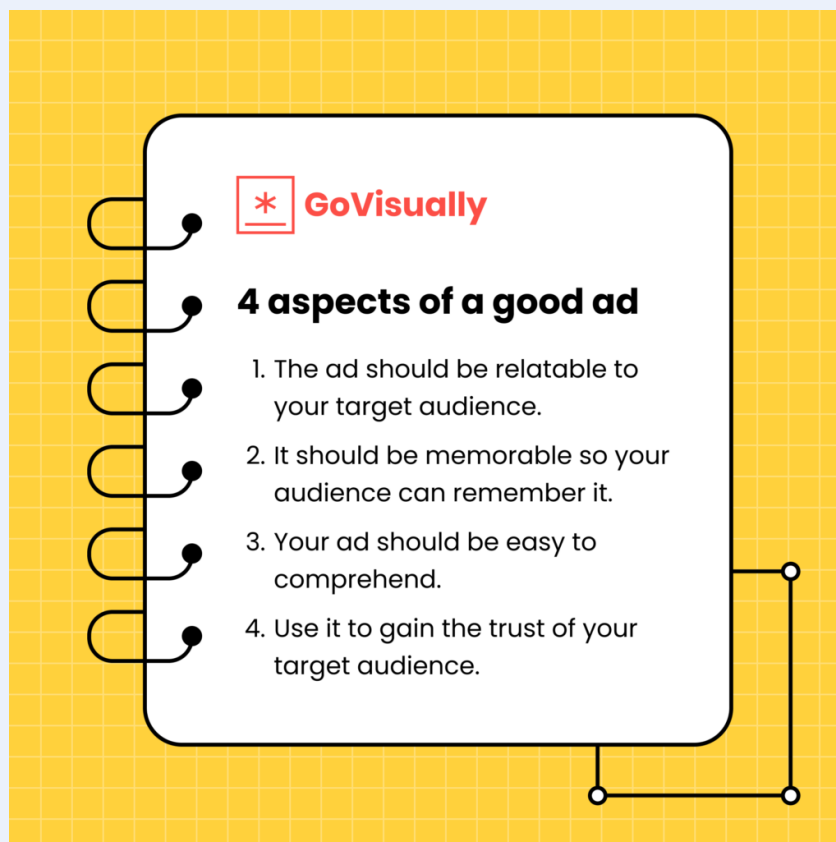 GoVisually
4 aspects of a good ad
1. The ad should be relatable to
your target audience.
2. It should be memorable so your
audience can remember it.
3. Your ad should be easy to
comprehend.
4. Use it to gain the trust of your
target audience.